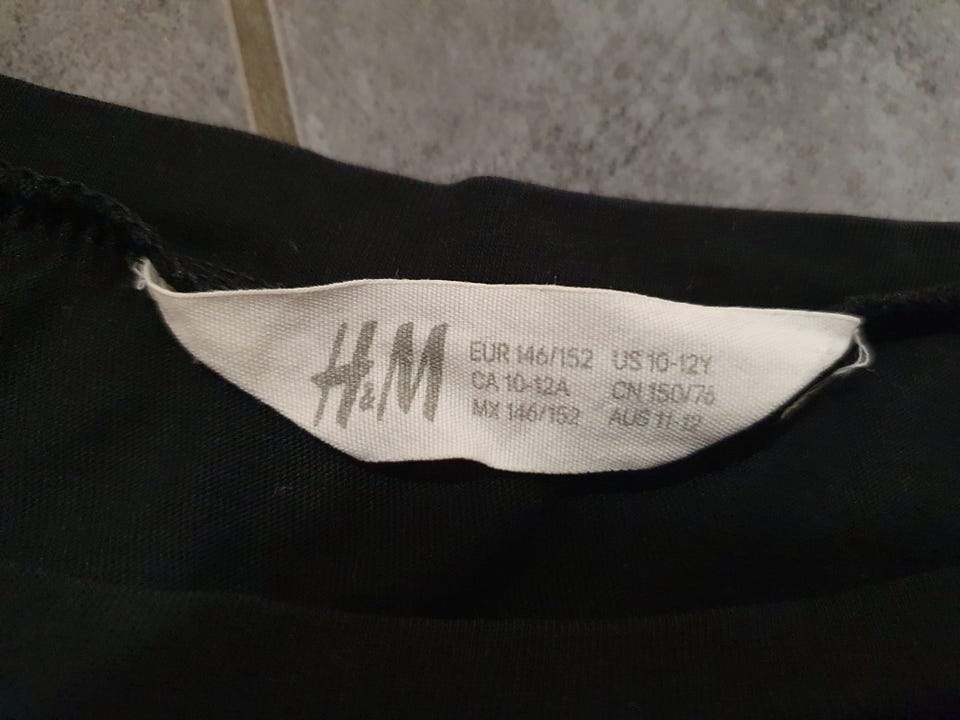 H&M
EUR 146/152 US 10-12Y
CA 10-12A CN 150/76
MX 146/152 AUS 11-12